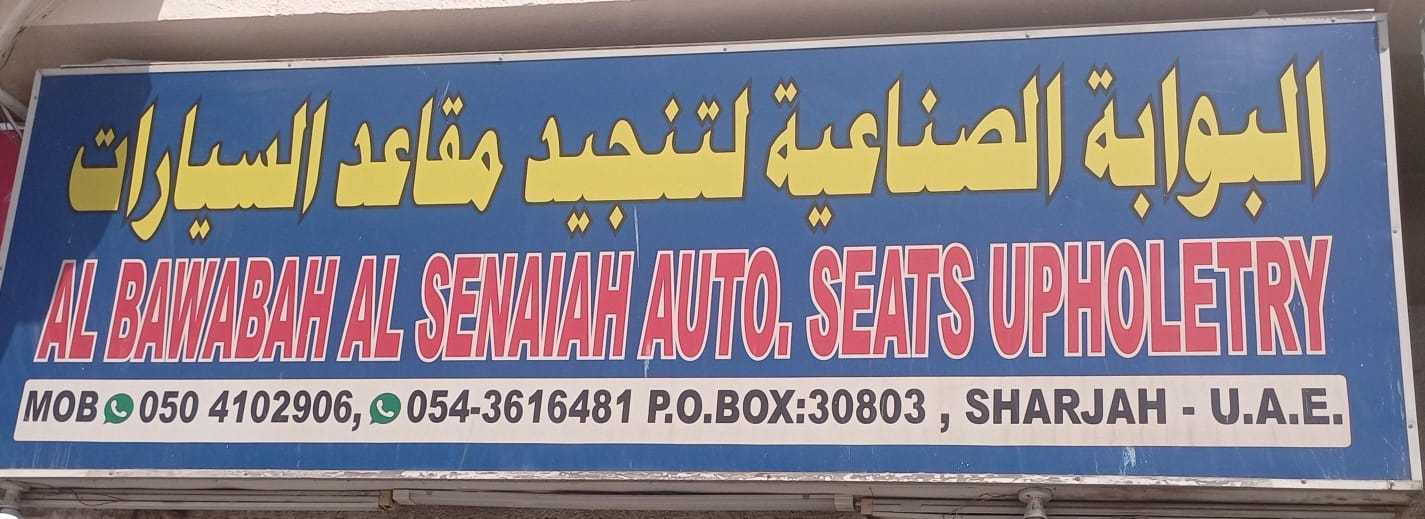 البوابة الصناعية لتنجيد مقاعد السيارات
AL BAWABAH AL SENAIAH AUTO. SEATS UPHOLETRY
MOB 050 4102906, 054-3616481 P.O.BOX:30803 , SHARJAH - U.A.E.